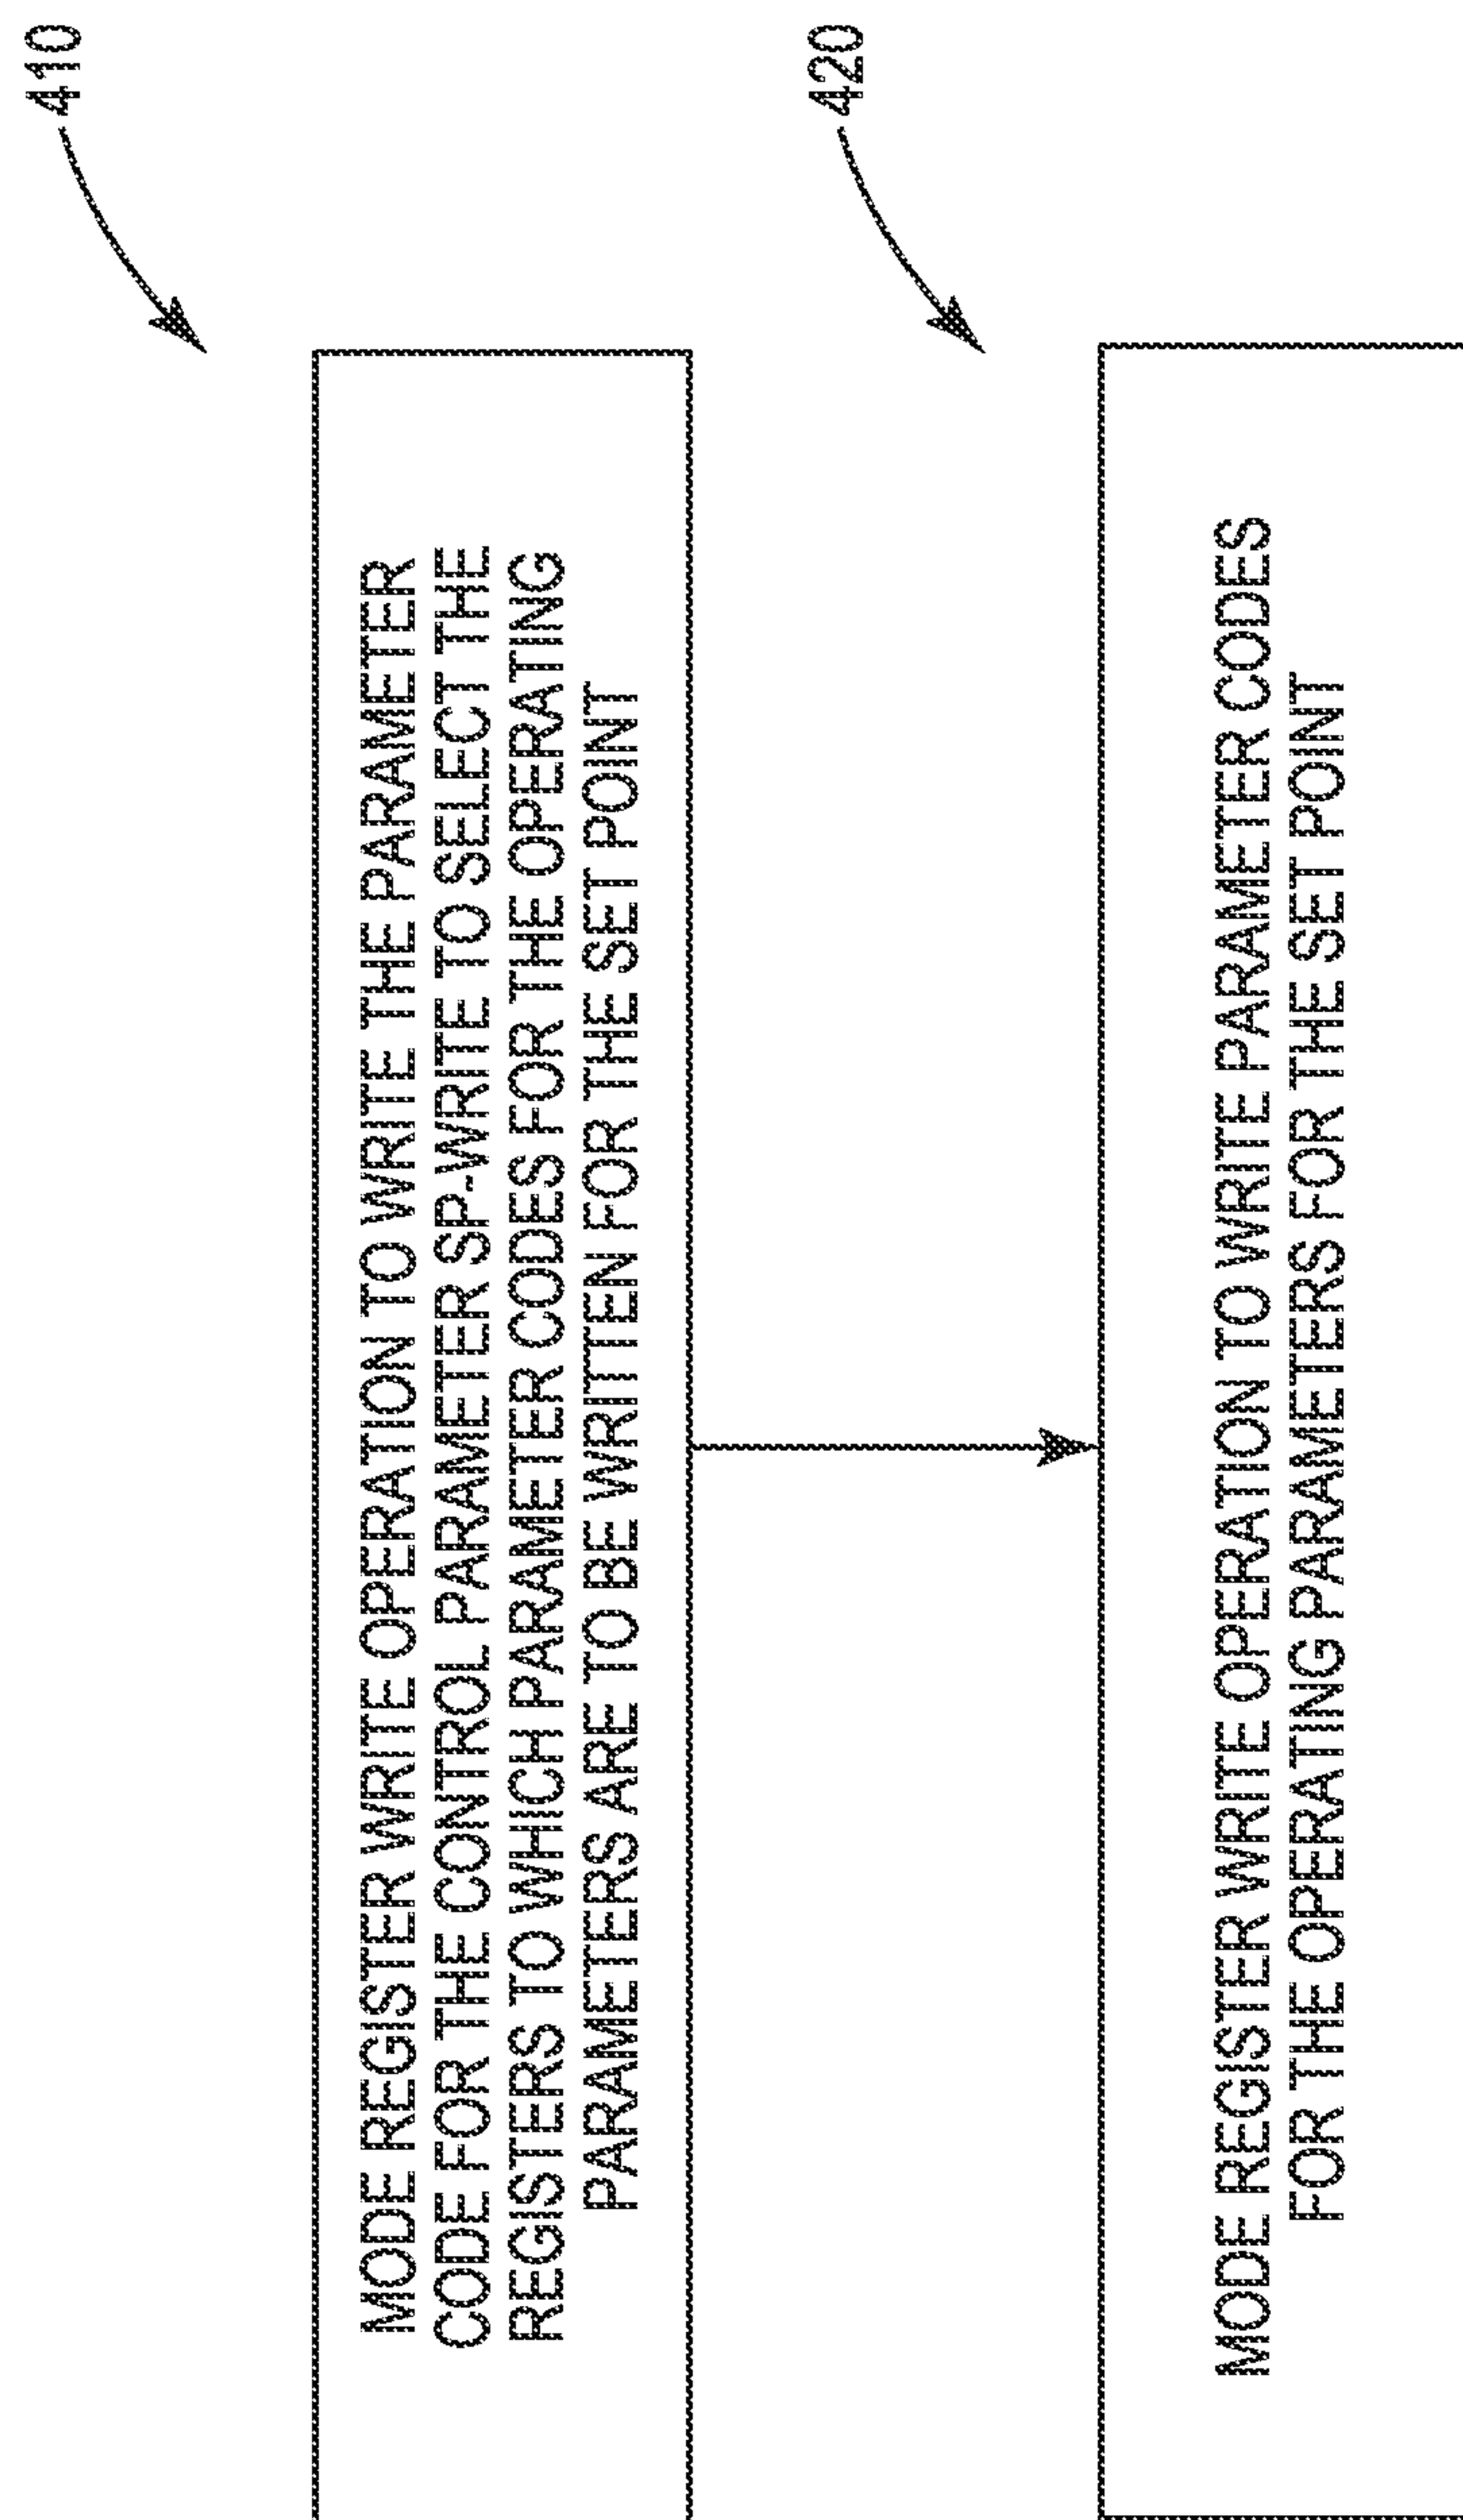 410
MODE REGISTER WRITE OPERATION TO WRITE THE PARAMETER
CODE FOR THE CONTROL PARAMETER SP-WRITE TO SELECT THE
REGISTERS TO WHICH PARAMETER CODES FOR THE OPERATING
PARAMETERS ARE TO BE WRITTEN FOR THE SET POINT
420
MODE REGISTER WRITE OPERATION TO WRITE PARAMETER CODES
FOR THE OPERATING PARAMETERS FOR THE SET POINT